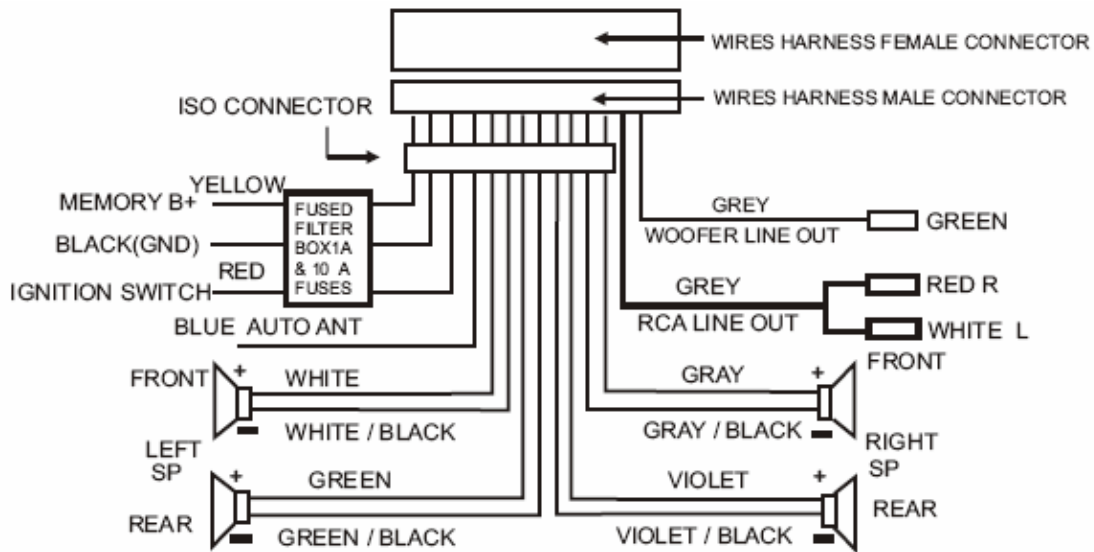 WIRES HARNESS FEMALE CONNECTOR
WIRES HARNESS MALE CONNECTOR
ISO CONNECTOR
YELLOW
MEMORY B+
BLACK(GND)
RED
IGNITION SWITCH
FUSED
FILTER
BOX1A
& 10 A
FUSES
BLUE AUTO ANT
GREY
WOOFER LINE OUT
GREEN
GREY
RCA LINE OUT
RED R
WHITE L
FRONT
+
WHITE
WHITE / BLACK
LEFT
SP
+
GREEN
GREEN / BLACK
REAR
GRAY
GRAY / BLACK
+
FRONT
RIGHT
SP
VIOLET
VIOLET / BLACK
+
REAR